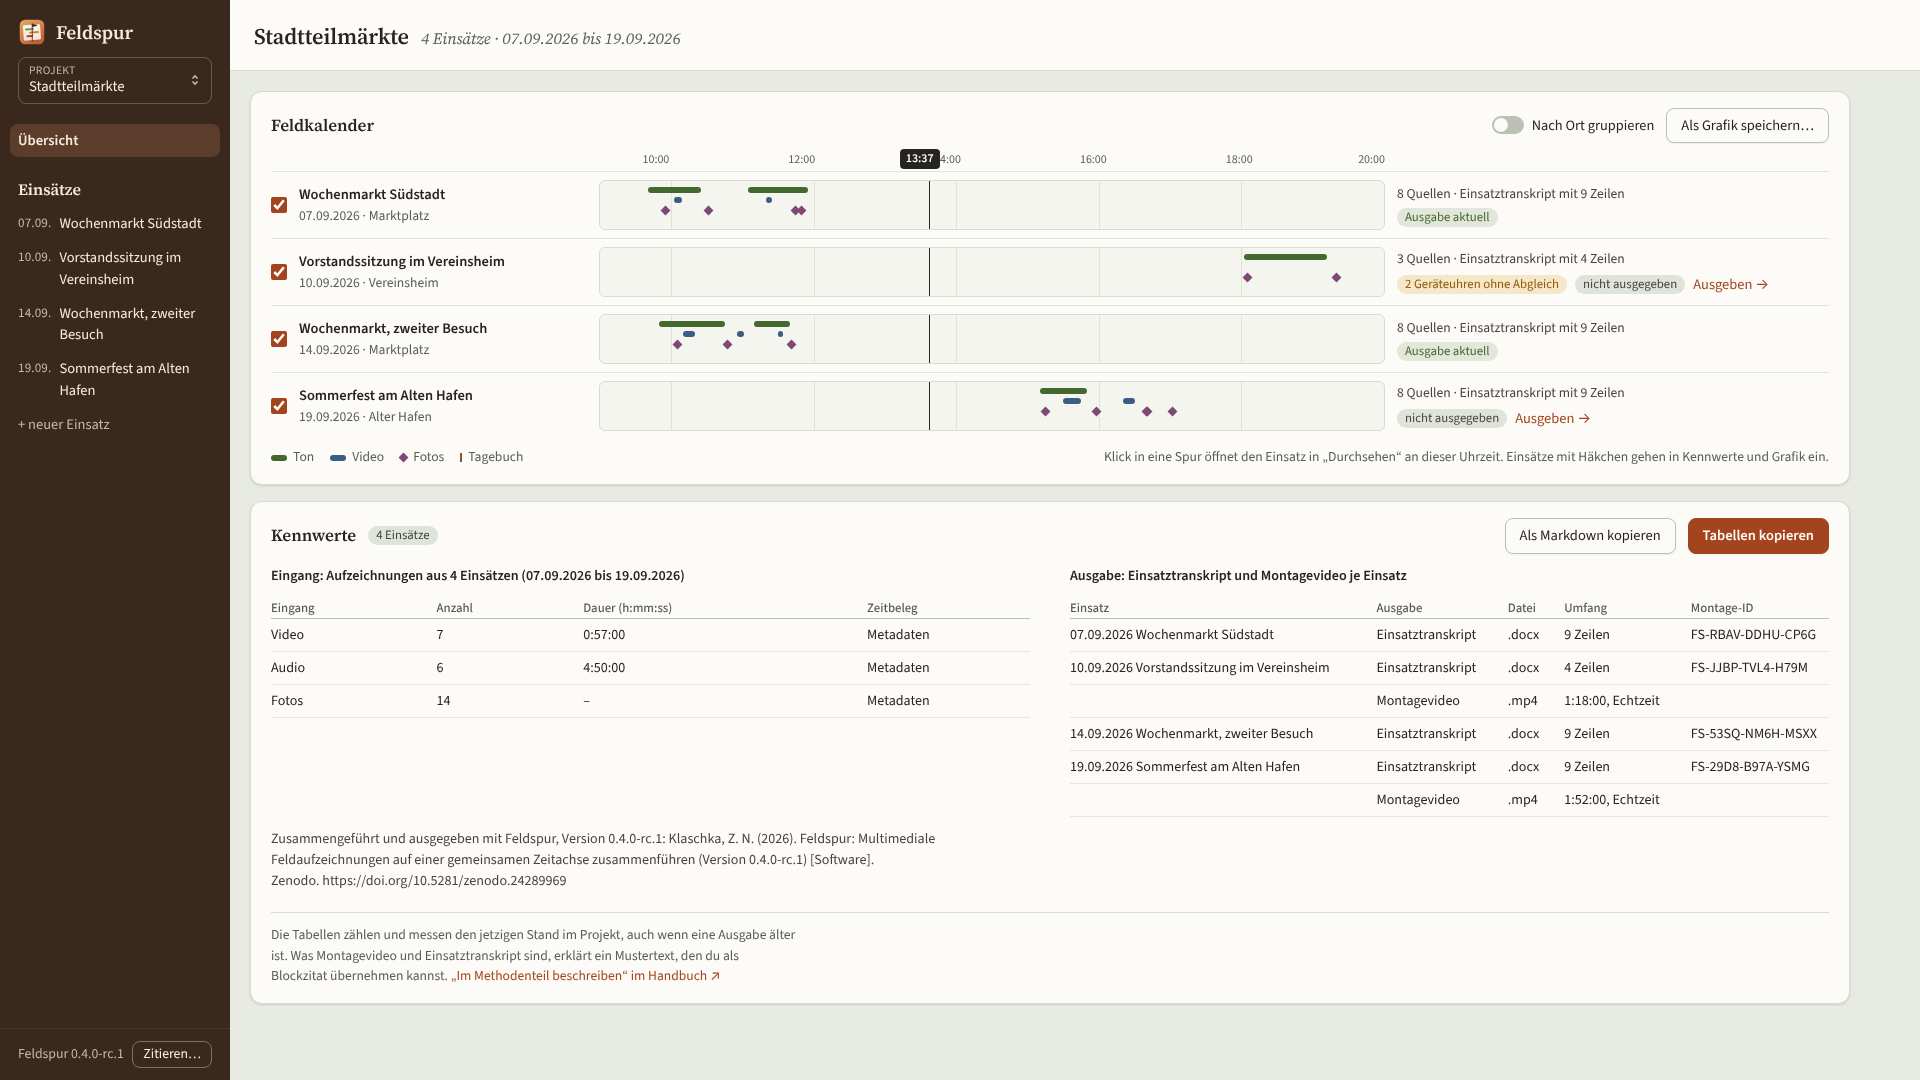 Feldspur
PROJEKT
Stadtteilmärkte
Übersicht
Einsätze
07.09. Wochenmarkt Südstadt
10.09. Vorstandssitzung im
Vereinsheim
14.09. Wochenmarkt, zweiter
Besuch
19.09. Sommerfest am Alten
Hafen
+ neuer Einsatz
Feldspur 0.4.0-rc.1 Zitieren…
Stadtteilmärkte 4 Einsätze · 07.09.2026 bis 19.09.2026
Feldkalender Nach Ort gruppieren Als Grafik speichern…
10:00 12:00 13:37 4:00 16:00 18:00 20:00
Wochenmarkt Südstadt
07.09.2026 · Marktplatz
8 Quellen · Einsatztranskript mit 9 Zeilen
Ausgabe aktuell
Vorstandssitzung im Vereinsheim
10.09.2026 · Vereinsheim
3 Quellen · Einsatztranskript mit 4 Zeilen
2 Geräteuhren ohne Abgleich nicht ausgegeben Ausgeben →
Wochenmarkt, zweiter Besuch
14.09.2026 · Marktplatz
8 Quellen · Einsatztranskript mit 9 Zeilen
Ausgabe aktuell
Sommerfest am Alten Hafen
19.09.2026 · Alter Hafen
8 Quellen · Einsatztranskript mit 9 Zeilen
nicht ausgegeben Ausgeben →
Ton Video Fotos Tagebuch
Klick in eine Spur öffnet den Einsatz in „Durchsehen“ an dieser Uhrzeit. Einsätze mit Häkchen gehen in Kennwerte und Grafik ein.
Kennwerte 4 Einsätze Als Markdown kopieren Tabellen kopieren
Eingang: Aufzeichnungen aus 4 Einsätzen (07.09.2026 bis 19.09.2026)
Eingang Anzahl Dauer (h:mm:ss) Zeitbeleg
Video 7 0:57:00 Metadaten
Audio 6 4:50:00 Metadaten
Fotos 14 – Metadaten
Ausgabe: Einsatztranskript und Montagevideo je Einsatz
Einsatz Ausgabe Datei Umfang Montage-ID
07.09.2026 Wochenmarkt Südstadt Einsatztranskript .docx 9 Zeilen FS-RBAV-DDHU-CP6G
10.09.2026 Vorstandssitzung im Vereinsheim Einsatztranskript .docx 4 Zeilen FS-JJBP-TVL4-H79M
Montagevideo .mp4 1:18:00, Echtzeit
14.09.2026 Wochenmarkt, zweiter Besuch Einsatztranskript .docx 9 Zeilen FS-53SQ-NM6H-MSXX
19.09.2026 Sommerfest am Alten Hafen Einsatztranskript .docx 9 Zeilen FS-29D8-B97A-YSMG
Montagevideo .mp4 1:52:00, Echtzeit
Zusammengeführt und ausgegeben mit Feldspur, Version 0.4.0-rc.1: Klaschka, Z. N. (2026). Feldspur: Multimediale
Feldaufzeichnungen auf einer gemeinsamen Zeitachse zusammenführen (Version 0.4.0-rc.1) [Software].
Zenodo. https://doi.org/10.5281/zenodo.24289969
Die Tabellen zählen und messen den jetzigen Stand im Projekt, auch wenn eine Ausgabe älter
ist. Was Montagevideo und Einsatztranskript sind, erklärt ein Mustertext, den du als
Blockzitat übernehmen kannst. „Im Methodenteil beschreiben“ im Handbuch ↗